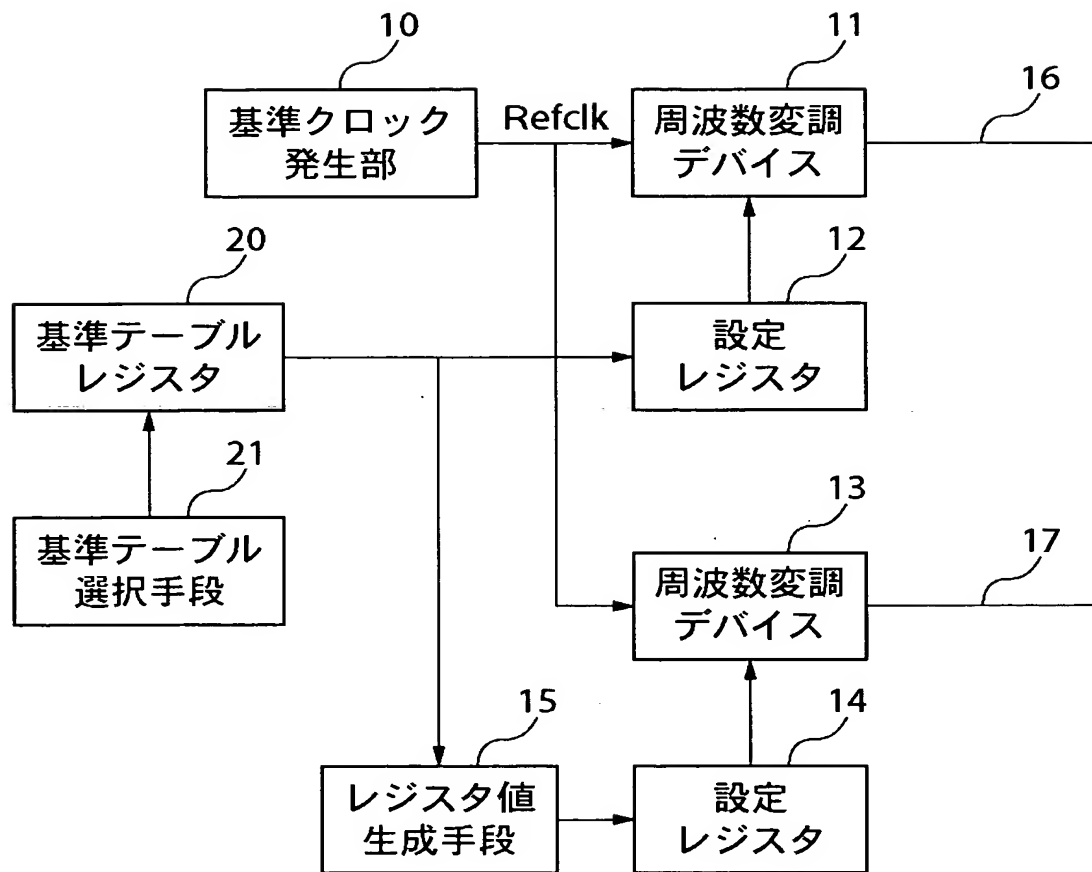 10
11
16
基準クロック
発生部
Refclk
周波数変調
デバイス
20
12
基準テーブル
レジスタ
設定
レジスタ
21
13
17
基準テーブル
選択手段
周波数変調
デバイス
15
14
レジスタ値
生成手段
設定
レジスタ